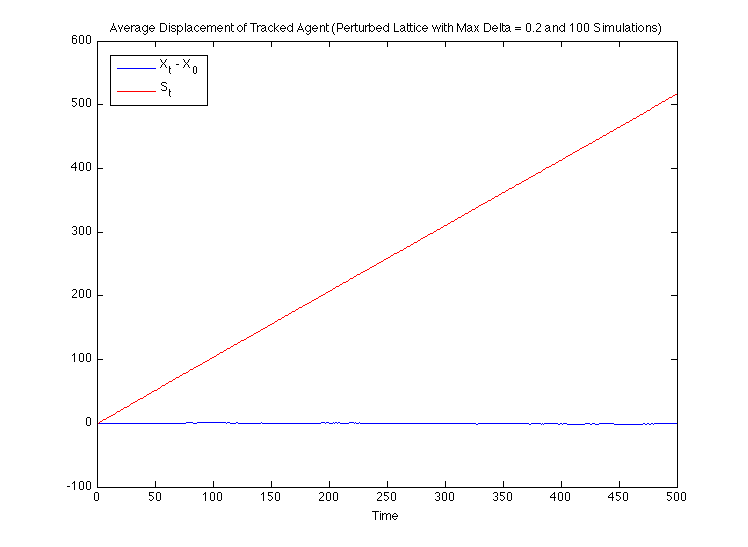 Average Displacement of Tracked Agent (Perturbed Lattice with Max Delta = 0.2 and 100 Simulations)
600
500
400
300
200
100
0
-100
X_t - X_0
S_t
0 50 100 150 200 250 300 350 400 450 500
Time